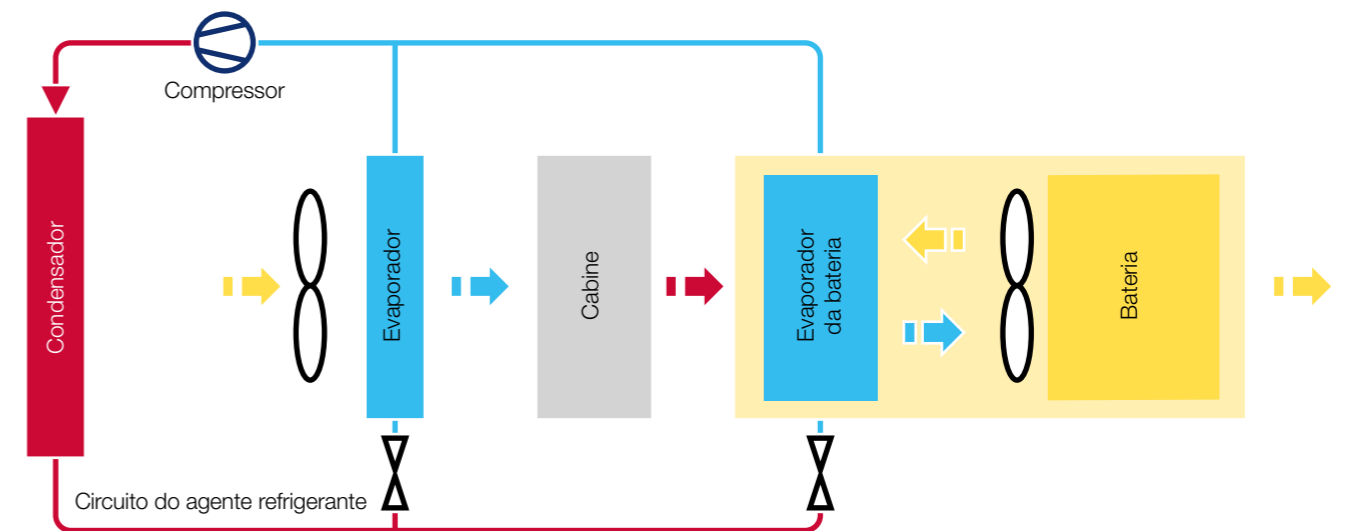 Compressor
Condensador
Evaporador
Cabine
Evaporador
da bateria
Bateria
Circuito do agente refrigerante